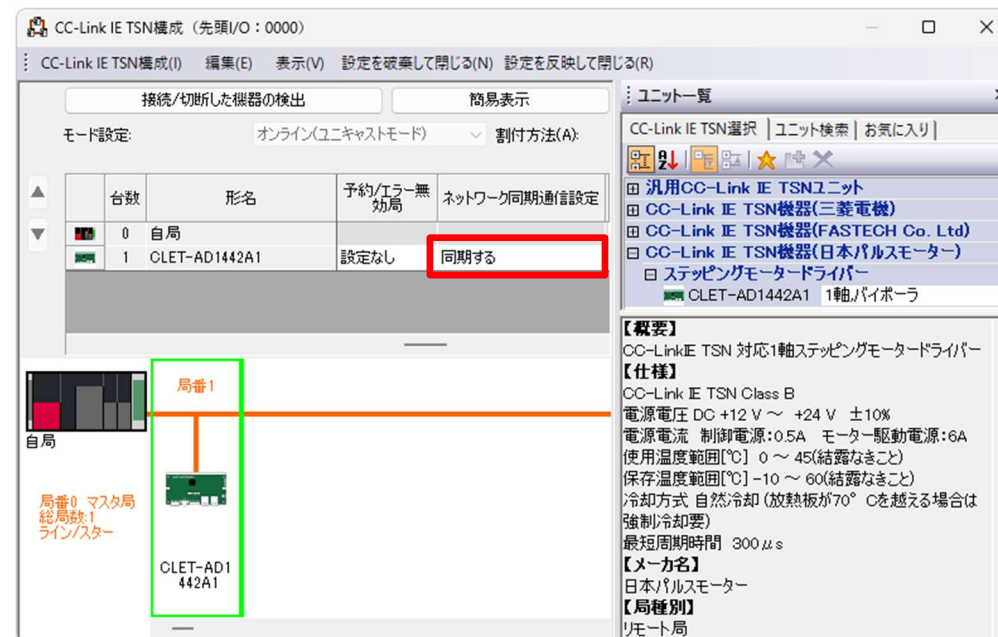 CC-Link IE TSN構成（先頭I/O：0000）
CC-Link IE TSN構成(I) 編集(E) 表示(V) 設定を破棄して閉じる(N) 設定を反映して閉じる(R)
接続/切断した機器の検出 簡易表示
モード設定: オンライン(ユニキャストモード) 割付方法(A):
台数 形名 予約/エラー無効局 ネットワーク同期通信設定
0 自局
1 CLET-AD1442A1 設定なし 同期する
局番1
自局
局番0 マスタ局
総局数:1
ライン/スター
CLET-AD1
442A1
ユニット一覧
CC-Link IE TSN選択 ユニット検索 お気に入り
汎用CC-Link IE TSNユニット
CC-Link IE TSN機器(三菱電機)
CC-Link IE TSN機器(FASTECH Co. Ltd)
CC-Link IE TSN機器(日本パルスモーター)
ステッピングモータードライバー
CLET-AD1442A1 1軸,バイポーラ
【概要】
CC-LinkIE TSN 対応1軸ステッピングモータードライバー
【仕様】
CC-Link IE TSN Class B
電源電圧 DC +12 V ～ +24 V ±10%
電源電流 制御電源:0.5A モーター駆動電源:6A
使用温度範囲[℃] 0 ～ 45(結露なきこと)
保存温度範囲[℃] -10 ～ 60(結露なきこと)
冷却方式 自然冷却 (放熱板が70° Cを越える場合は
強制冷却要)
最短周期時間 300μs
【メーカ名】
日本パルスモーター
【局種別】
リモート局